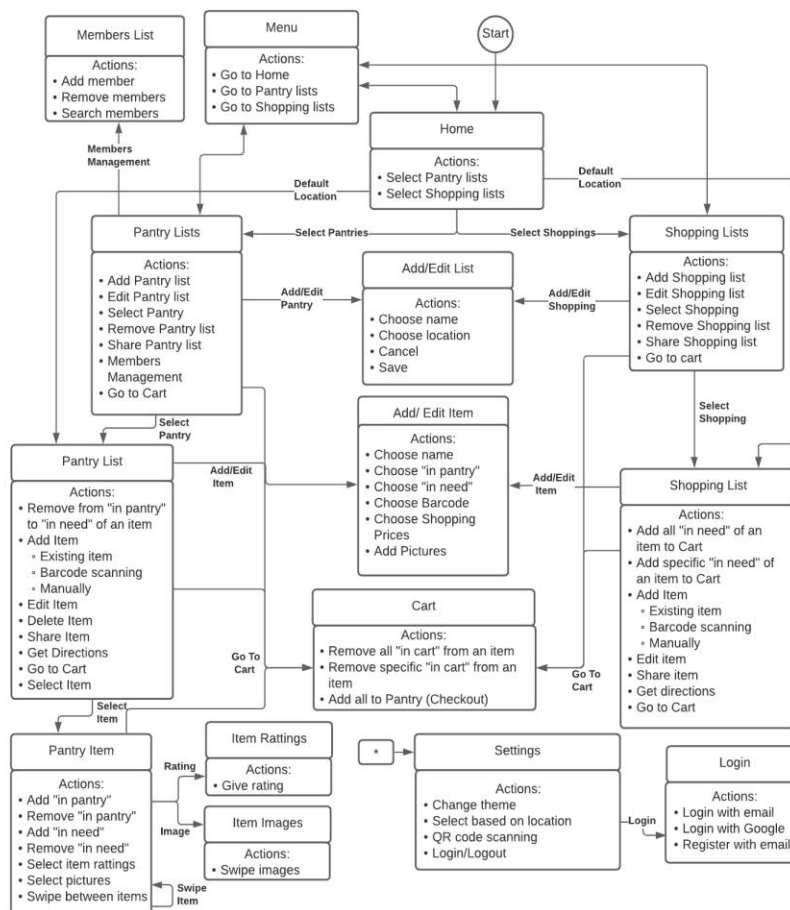 Members List
Actions:
• Add member
• Remove members
• Search members
Menu
Actions:
• Go to Home
• Go to Pantry lists
• Go to Shopping lists
Start
Members
Management
Home
Actions:
• Select Pantry lists
• Select Shopping lists
Default
Location
Default
Location
Select Pantries
Select Shoppings
Pantry Lists
Actions:
• Add Pantry list
• Edit Pantry list
• Select Pantry
• Remove Pantry list
• Share Pantry list
• Members
Management
• Go to Cart
Add/Edit
Pantry
Add/Edit List
Actions:
• Choose name
• Choose location
• Cancel
• Save
Add/Edit
Shopping
Shopping Lists
Actions:
• Add Shopping list
• Edit Shopping list
• Select Shopping
• Remove Shopping list
• Share Shopping list
• Go to cart
Select
Pantry
Select
Shopping
Pantry List
Actions:
• Remove from "in pantry"
to "in need" of an item
• Add Item
◦ Existing item
◦ Barcode scanning
◦ Manually
• Edit Item
• Delete Item
• Share Item
• Get Directions
• Go to Cart
• Select Item
Add/Edit
Item
Add/ Edit Item
Actions:
• Choose name
• Choose "in pantry"
• Choose "in need"
• Choose Barcode
• Choose Shopping
Prices
• Add Pictures
Add/Edit
Item
Shopping List
Actions:
• Add all "in need" of an
item to Cart
• Add specific "in need" of
an item to Cart
• Add Item
◦ Existing item
◦ Barcode scanning
◦ Manually
• Edit item
• Share item
• Get directions
• Go to Cart
Go To
Cart
Cart
Actions:
• Remove all "in cart" from an item
• Remove specific "in cart" from an
item
• Add all to Pantry (Checkout)
Go To
Cart
Select
Item
Pantry Item
Actions:
• Add "in pantry"
• Remove "in pantry"
• Add "in need"
• Remove "in need"
• Select item rattings
• Select pictures
• Swipe between items
Swipe
Item
Rating
Item Rattings
Actions:
• Give rating
Image
Item Images
Actions:
• Swipe images
*
Settings
Actions:
• Change theme
• Select based on location
• QR code scanning
• Login/Logout
Login
Login
Actions:
• Login with email
• Login with Google
• Register with email